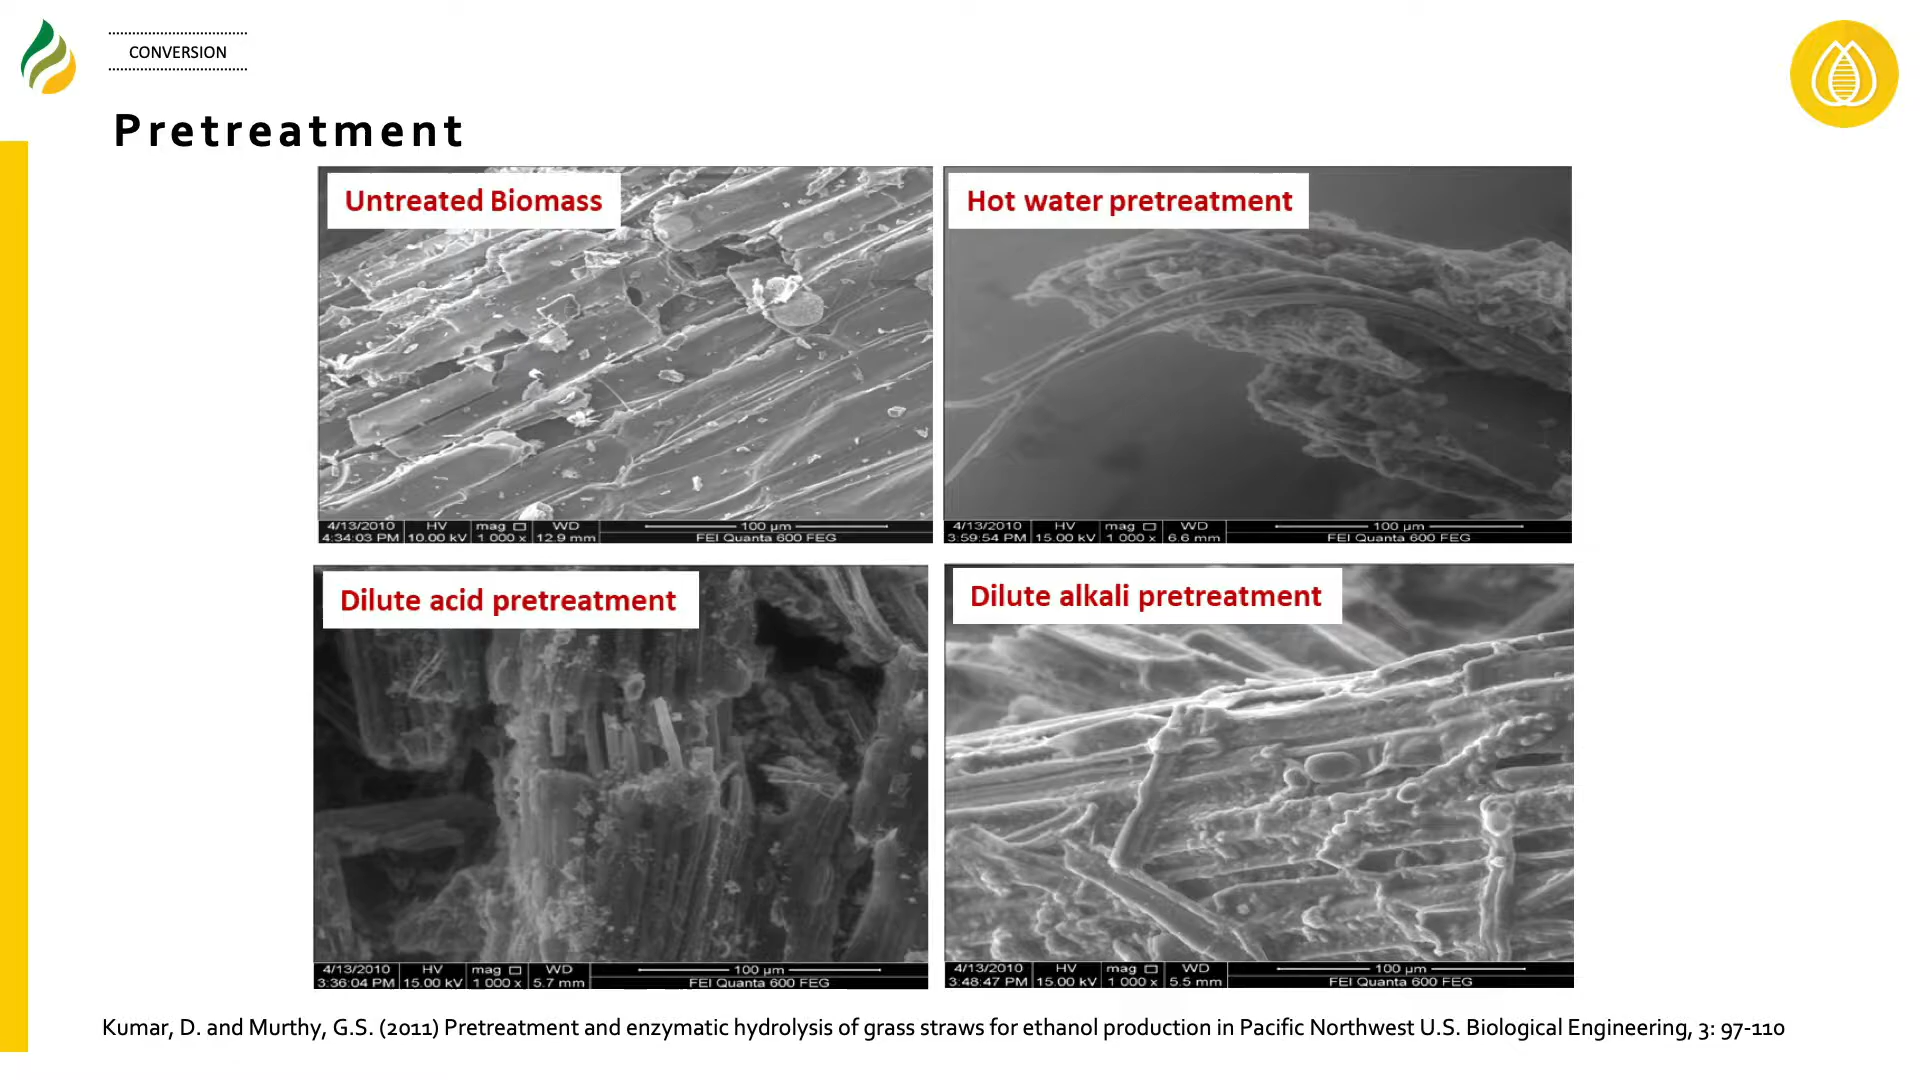 CONVERSION
Pretreatment
Untreated Biomass
4/13/2010 HV mag WD 100 µm
4:34:03 PM 10.00 kV 1 000 x 12.9 mm FEI Quanta 600 FEG
Hot water pretreatment
4/13/2010 HV mag WD 100 µm
3:59:54 PM 15.00 kV 1 000 x 6.6 mm FEI Quanta 600 FEG
Dilute acid pretreatment
4/13/2010 HV mag WD 100 µm
3:36:04 PM 15.00 kV 1 000 x 5.7 mm FEI Quanta 600 FEG
Dilute alkali pretreatment
4/13/2010 HV mag WD 100 µm
3:48:47 PM 15.00 kV 1 000 x 5.5 mm FEI Quanta 600 FEG
Kumar, D. and Murthy, G.S. (2011) Pretreatment and enzymatic hydrolysis of grass straws for ethanol production in Pacific Northwest U.S. Biological Engineering, 3: 97-110